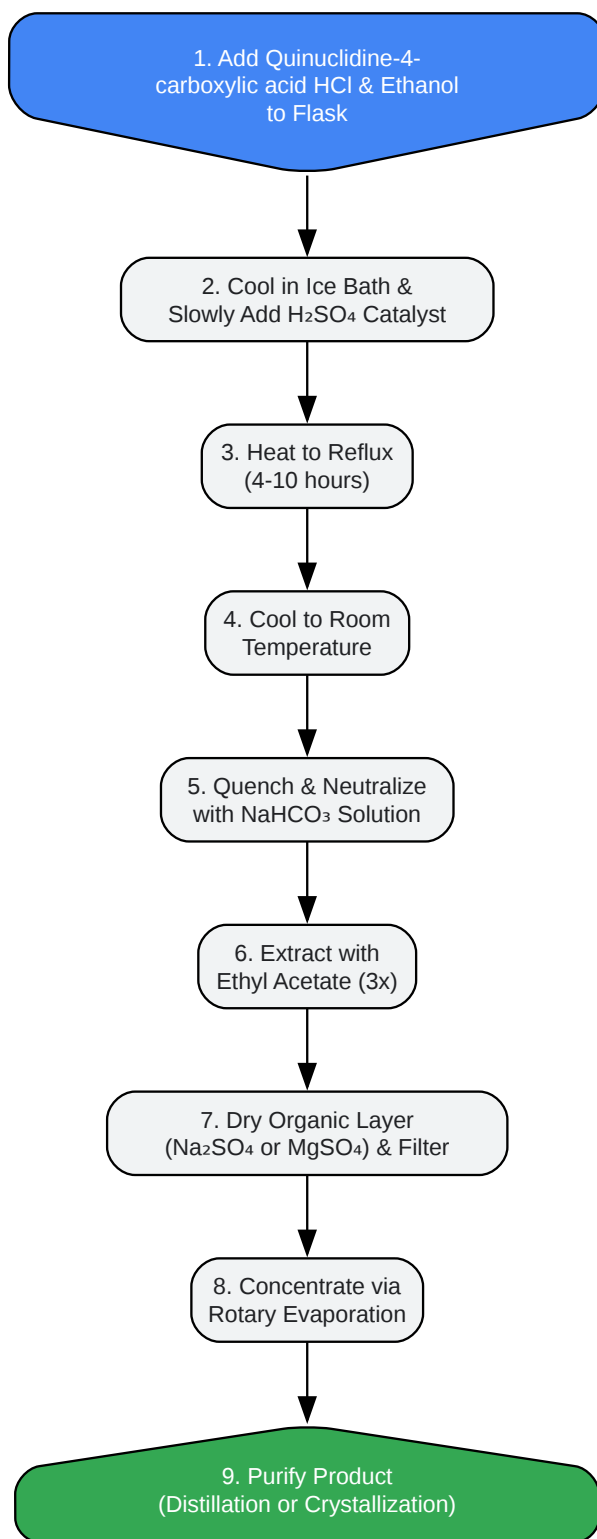 1. Add Quinuclidine-4-
carboxylic acid HCl & Ethanol
to Flask
2. Cool in Ice Bath &
Slowly Add H₂SO₄ Catalyst
3. Heat to Reflux
(4-10 hours)
4. Cool to Room
Temperature
5. Quench & Neutralize
with NaHCO₃ Solution
6. Extract with
Ethyl Acetate (3x)
7. Dry Organic Layer
(Na₂SO₄ or MgSO₄) & Filter
8. Concentrate via
Rotary Evaporation
9. Purify Product
(Distillation or Crystallization)